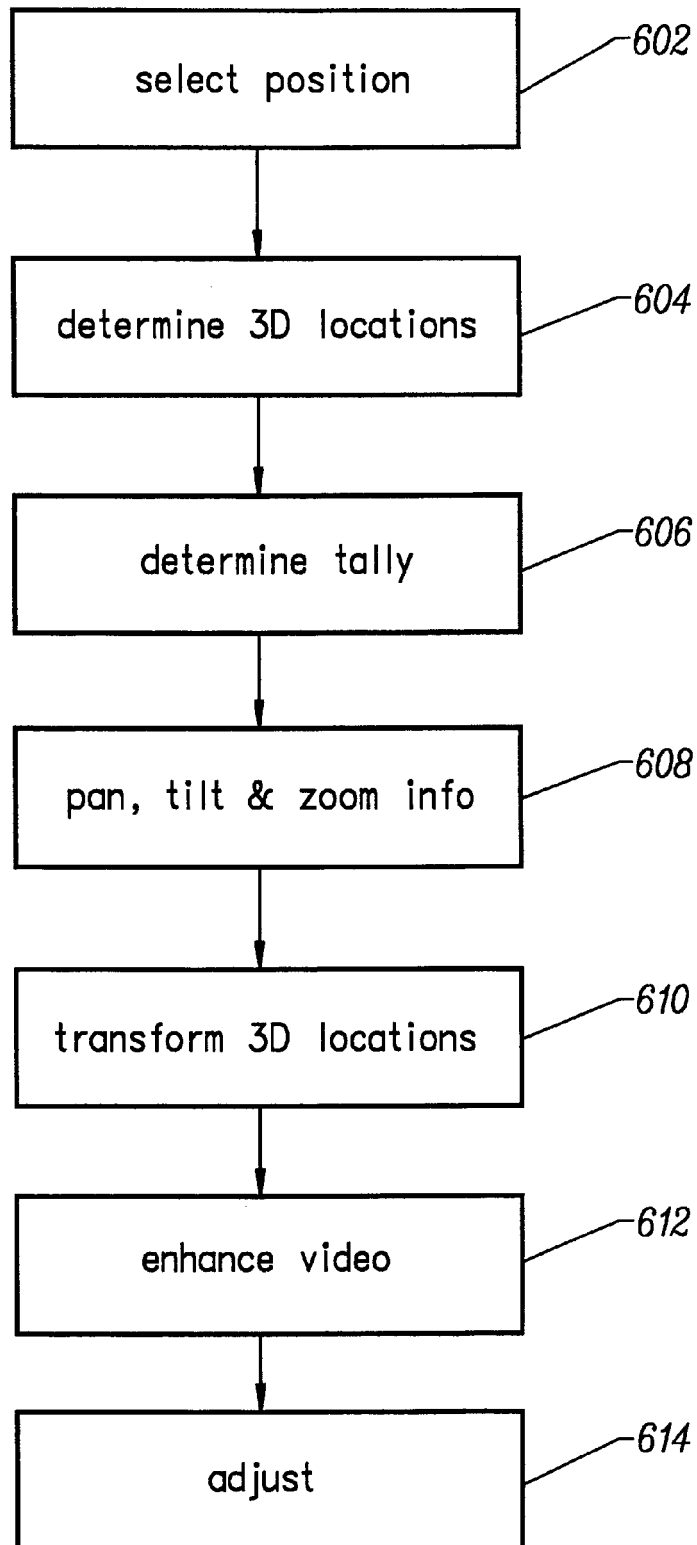 select position
602
determine 3D locations
604
determine tally
606
pan, tilt & zoom info
608
transform 3D locations
610
enhance video
612
adjust
614